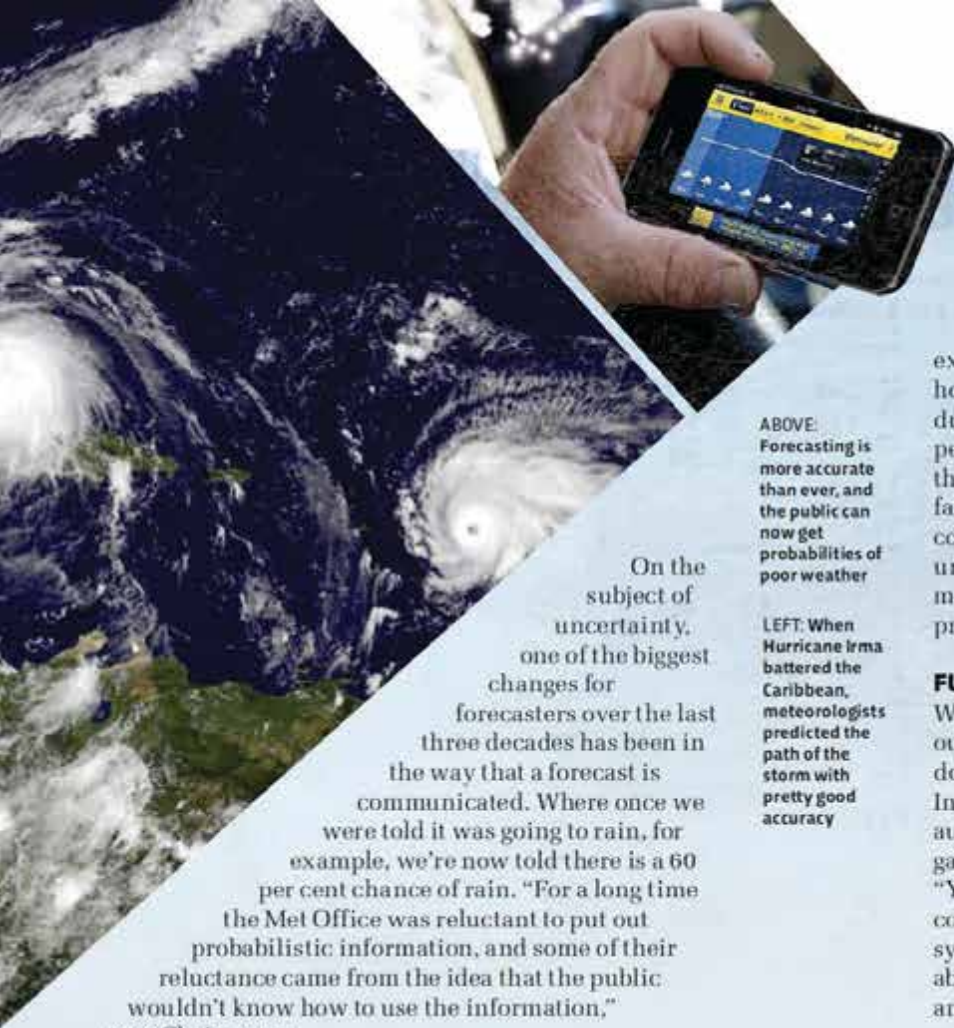 On the
subject of
uncertainty,
one of the biggest
changes for
forecasters over the last
three decades has been in
the way that a forecast is
communicated. Where once we
were told it was going to rain, for
example, we're now told there is a 60
per cent chance of rain. "For a long time
the Met Office was reluctant to put out
probabilistic information, and some of their
reluctance came from the idea that the public
wouldn't know how to use the information,"
ABOVE:
Forecasting is
more accurate
than ever, and
the public can
now get
probabilities of
poor weather
LEFT: When
Hurricane Irma
battered the
Caribbean,
meteorologists
predicted the
path of the
storm with
pretty good
accuracy